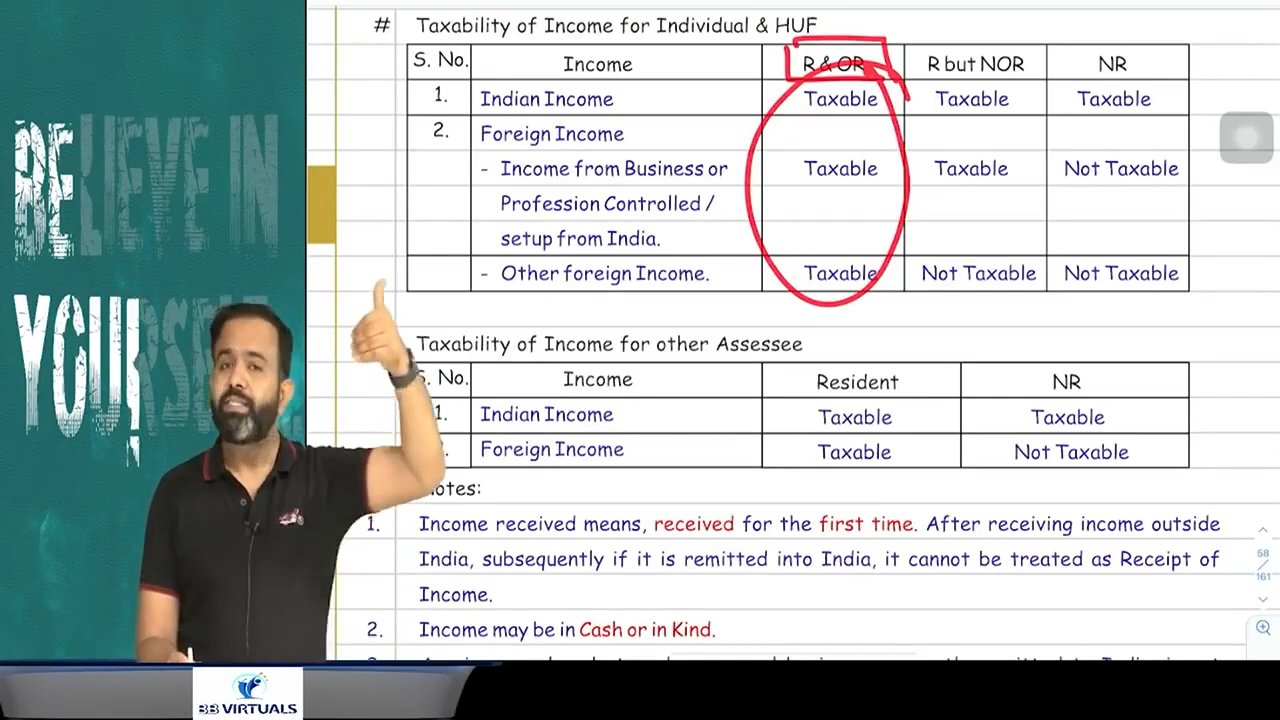 BELIEVE IN
YOURSELF.
# Taxability of Income for Individual & HUF
S. No. Income R & OR R but NOR NR
1. Indian Income Taxable Taxable Taxable
2. Foreign Income
- Income from Business or Taxable Taxable Not Taxable
Profession Controlled /
setup from India.
- Other foreign Income. Taxable Not Taxable Not Taxable
Taxability of Income for other Assessee
S. No. Income Resident NR
1. Indian Income Taxable Taxable
Foreign Income Taxable Not Taxable
Notes:
1. Income received means, received for the first time. After receiving income outside
India, subsequently if it is remitted into India, it cannot be treated as Receipt of
Income.
2. Income may be in Cash or in Kind.
58
/
161
BB VIRTUALS